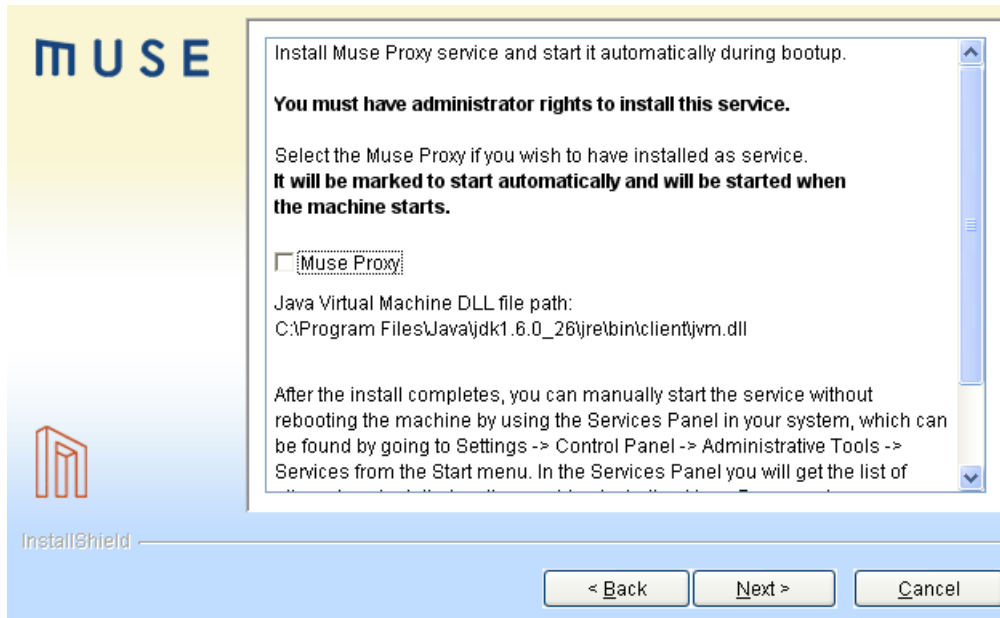 MUSE
Install Muse Proxy service and start it automatically during bootup.
You must have administrator rights to install this service.
Select the Muse Proxy if you wish to have installed as service.
It will be marked to start automatically and will be started when
the machine starts.
Muse Proxy
Java Virtual Machine DLL file path:
C:\Program Files\Java\jdk1.6.0_26\jre\bin\client\jvm.dll
After the install completes, you can manually start the service without
rebooting the machine by using the Services Panel in your system, which can
be found by going to Settings -> Control Panel -> Administrative Tools ->
Services from the Start menu. In the Services Panel you will get the list of
InstallShield
< Back
Next >
Cancel